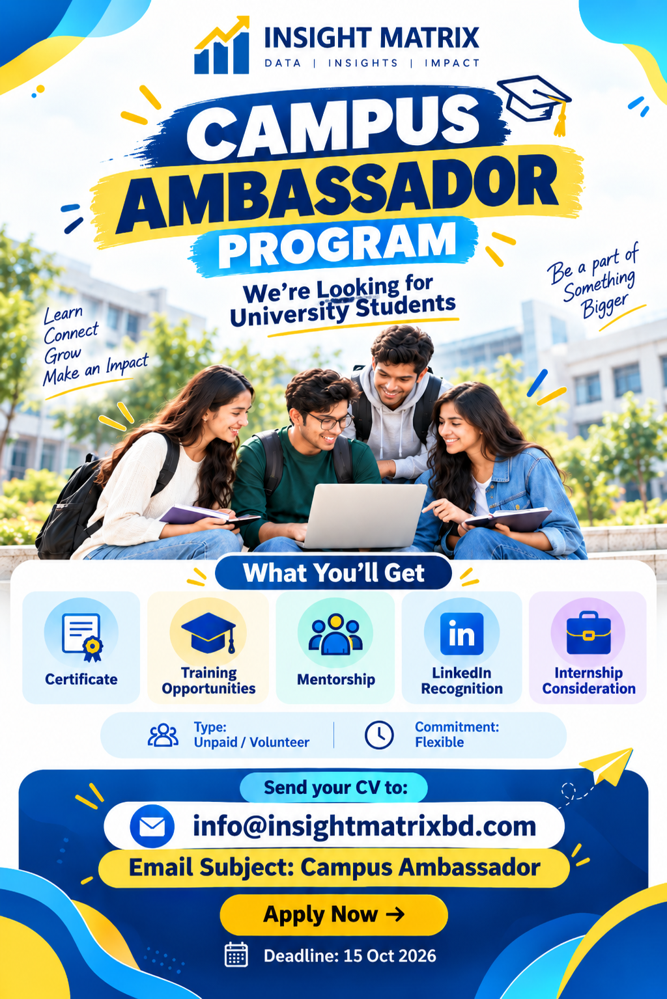 INSIGHT MATRIX
DATA | INSIGHTS | IMPACT
CAMPUS
AMBASSADOR
PROGRAM
We're Looking for
University Students
Be a part of
Something
Bigger
Learn
Connect
Grow
Make an Impact
What You'll Get
Certificate
Training
Opportunities
Mentorship
in
LinkedIn
Recognition
Internship
Consideration
Type:
Unpaid / Volunteer
Commitment:
Flexible
Send your CV to:
info@insightmatrixbd.com
Email Subject: Campus Ambassador
Apply Now →
Deadline: 15 Oct 2026